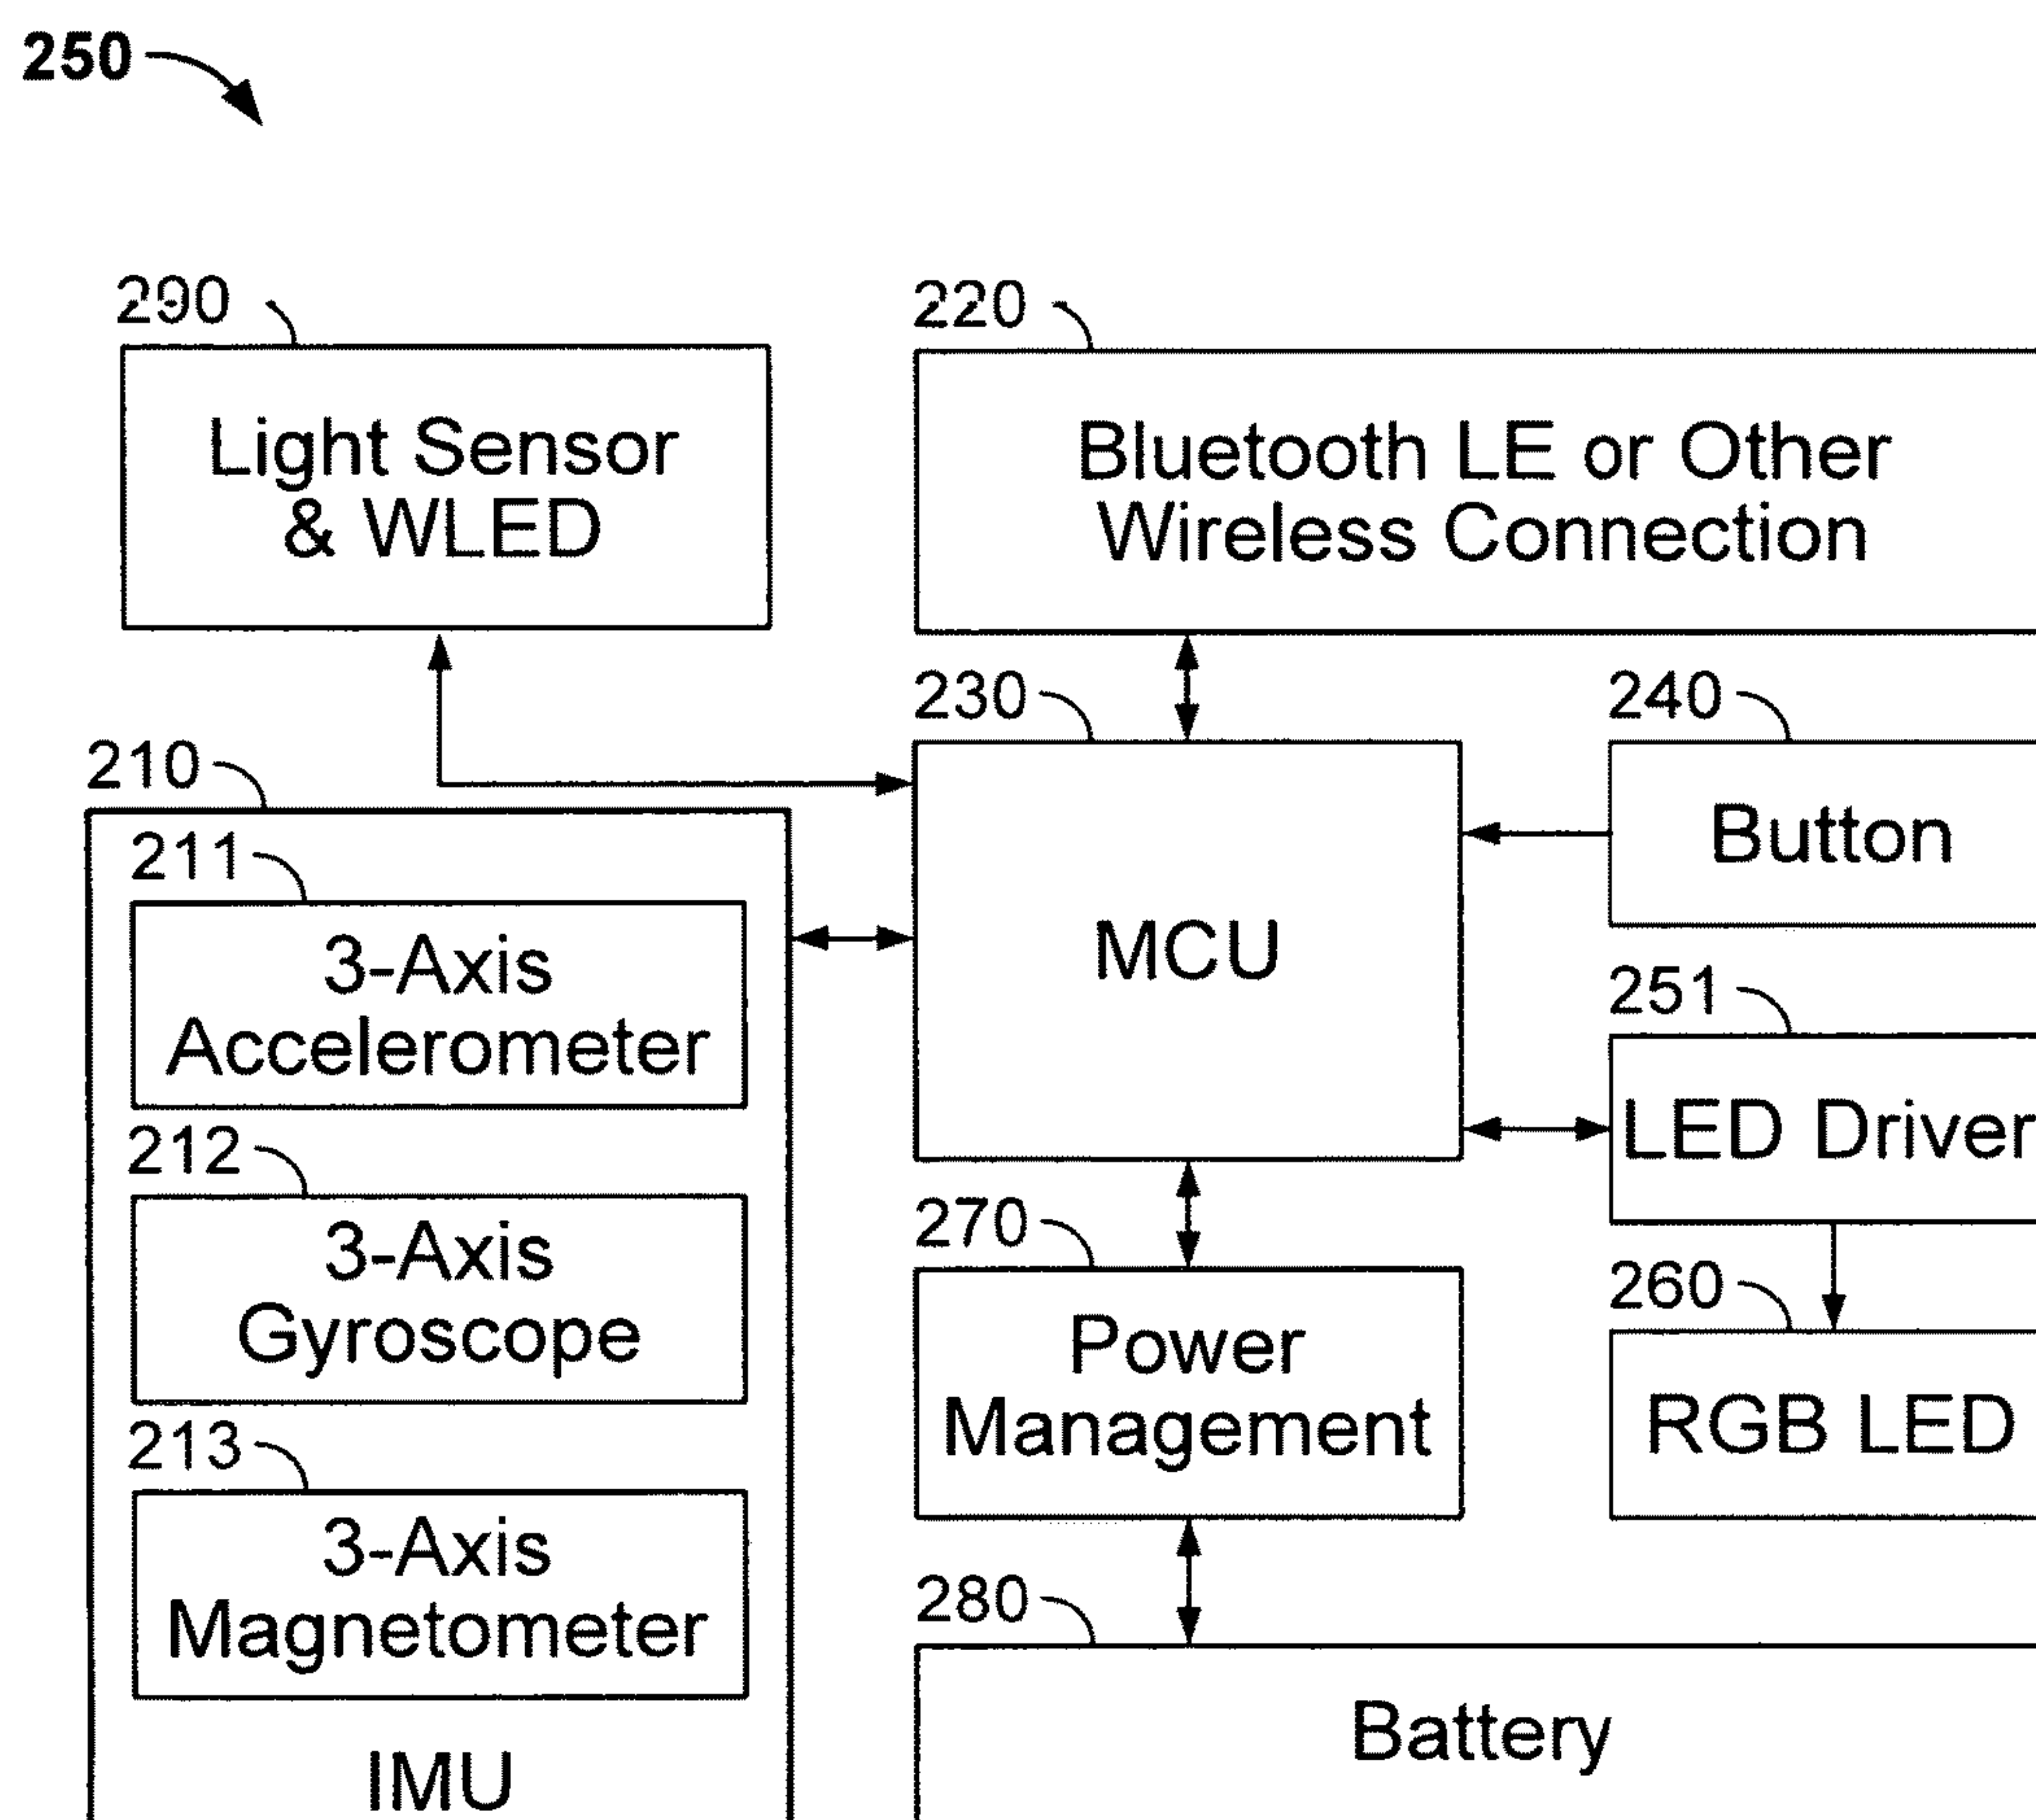 250
290
Light Sensor
& WLED
220
Bluetooth LE or Other
Wireless Connection
210
211
3-Axis
Accelerometer
212
3-Axis
Gyroscope
213
3-Axis
Magnetometer
IMU
230
MCU
240
Button
251
LED Driver
260
RGB LED
270
Power
Management
280
Battery